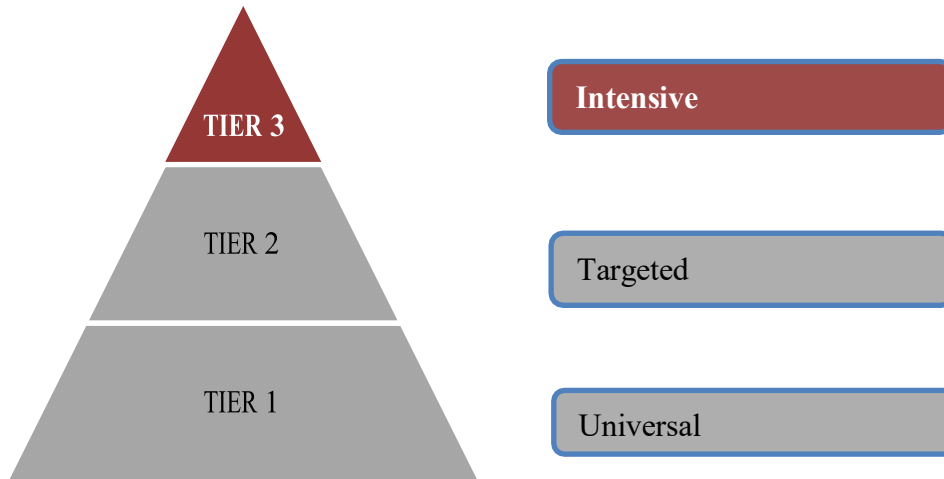 TIER 3
Intensive
TIER 2
Targeted
TIER 1
Universal